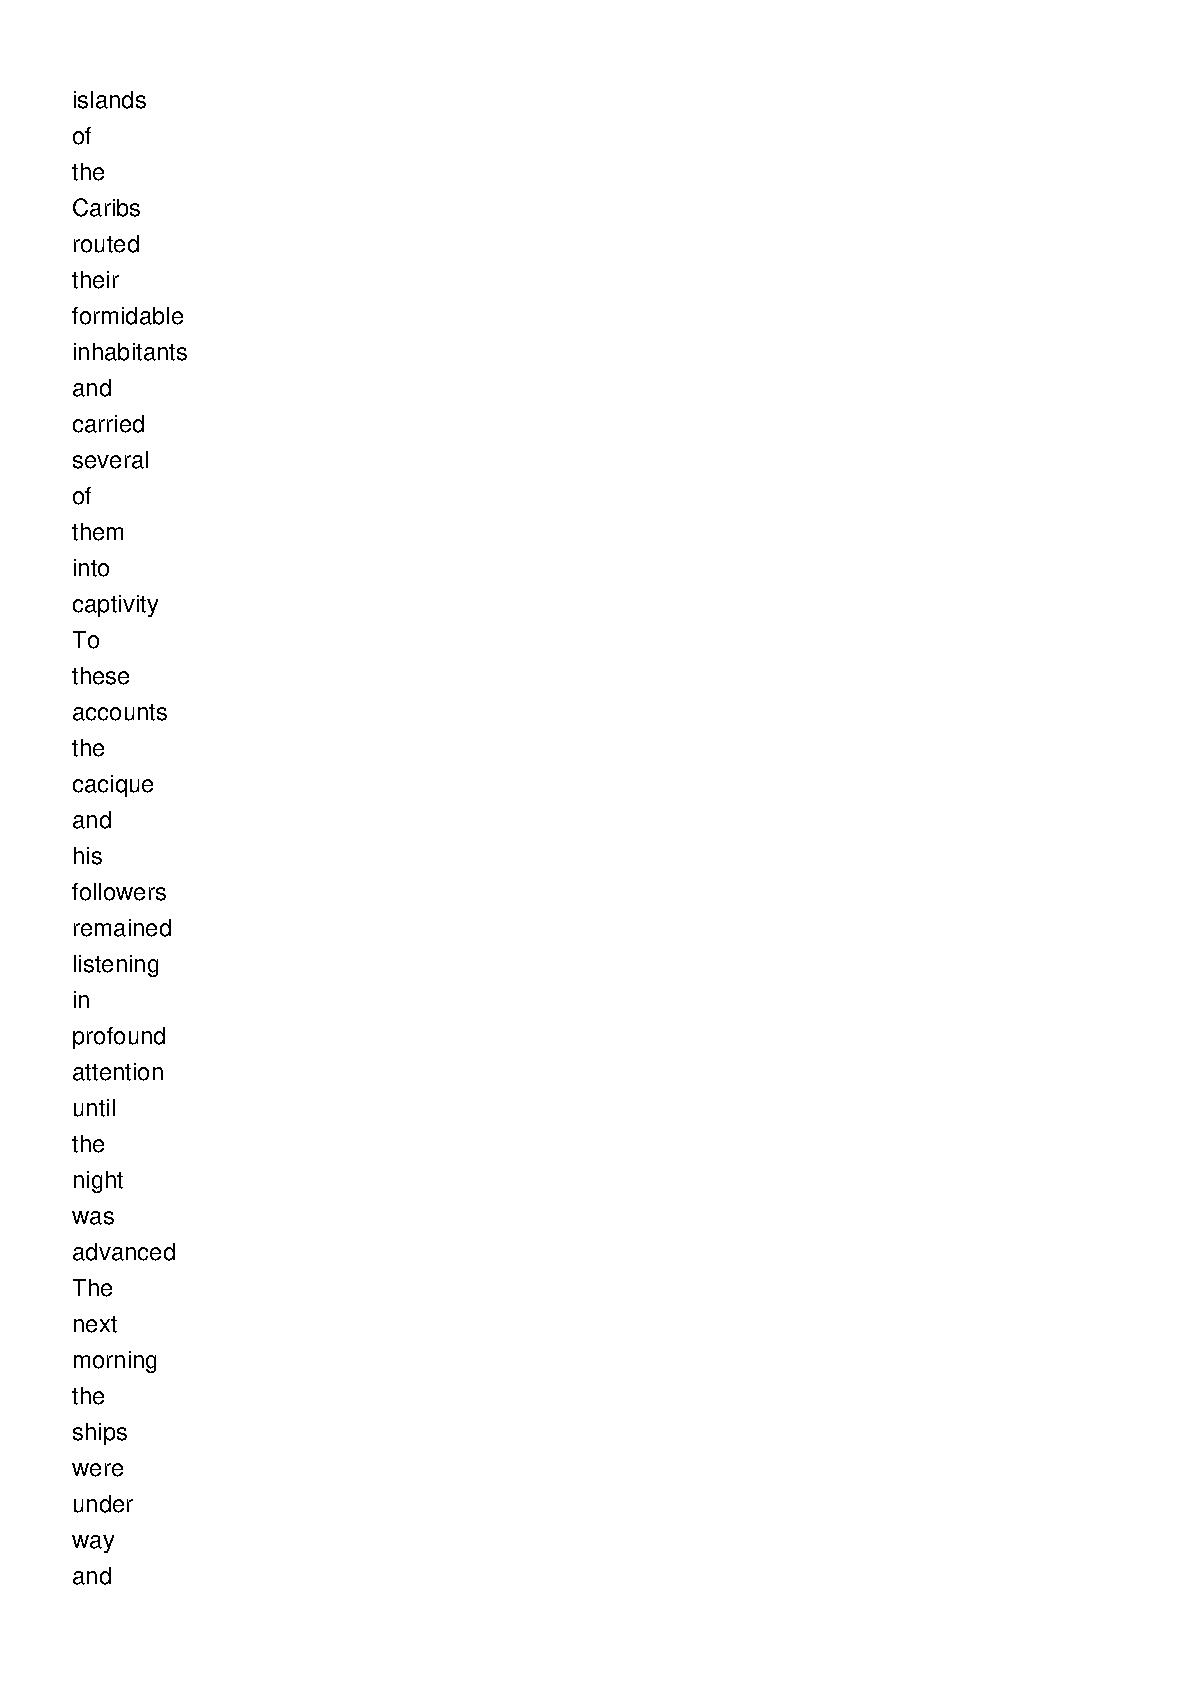 islands
of
the
Caribs
routed
their
formidable
inhabitants
and
carried
several
of
them
into
captivity
To
these
accounts
the
cacique
and
his
followers
remained
listening
in
profound
attention
until
the
night
was
advanced
The
next
morning
the
ships
were
under
way
and